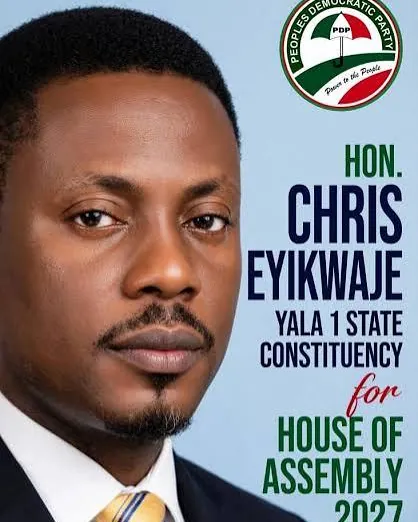 PEOPLES DEMOCRATIC PARTY
PDP
Power to the People
HON.
CHRIS
EYIKWAJE
YALA 1 STATE
CONSTITUENCY
for
HOUSE OF
ASSEMBLY
2027